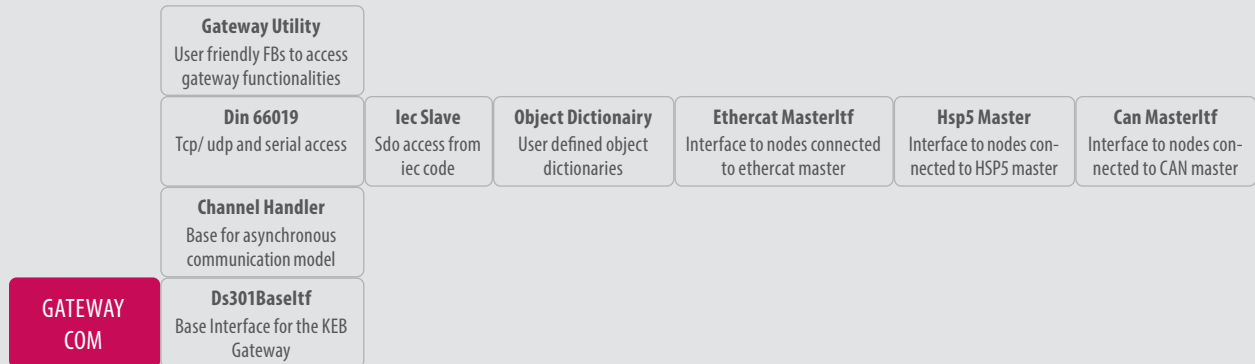 Gateway Utility
User friendly FBs to access
gateway functionalities
Din 66019
Tcp/ udp and serial access
Iec Slave
Sdo access from
iec code
Object Dictionairy
User defined object
dictionaries
Ethercat MasterItf
Interface to nodes connected
to ethercat master
Hsp5 Master
Interface to nodes con-
nected to HSP5 master
Can MasterItf
Interface to nodes con-
nected to CAN master
Channel Handler
Base for asynchronous
communication model
GATEWAY
COM
Ds301BaseItf
Base Interface for the KEB
Gateway